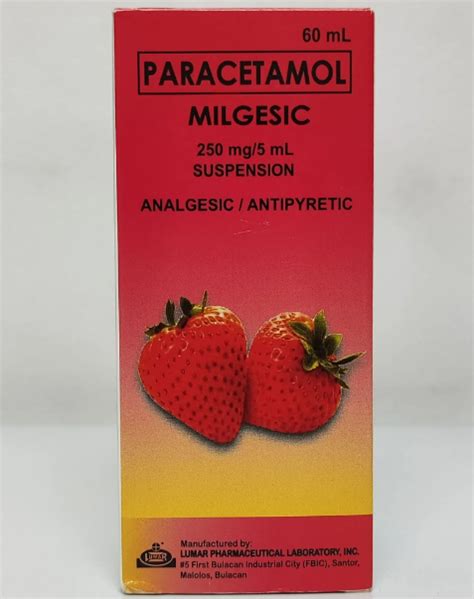 60 mL
PARACETAMOL
MILGESIC
250 mg/5 mL
SUSPENSION
ANALGESIC / ANTIPYRETIC
LUMAR
Manufactured by:
LUMAR PHARMACEUTICAL LABORATORY, INC.
#5 First Bulacan Industrial City (FBIC), Santor,
Malolos, Bulacan